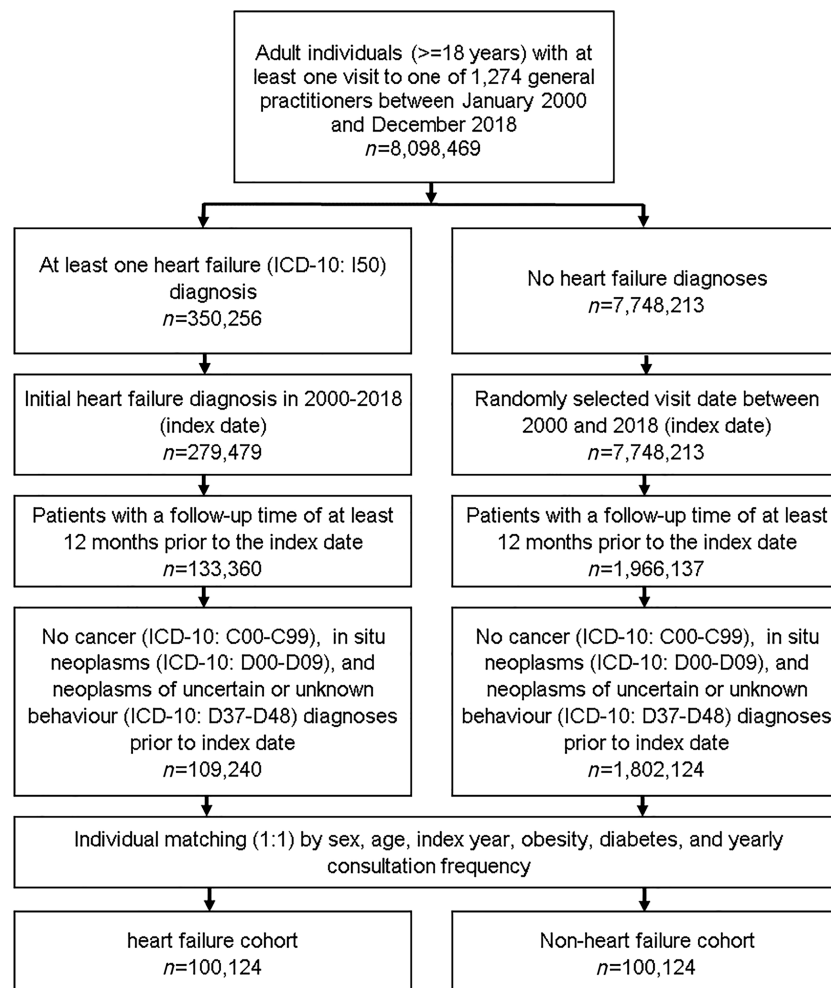 Adult individuals (>=18 years) with at
least one visit to one of 1,274 general
practitioners between January 2000
and December 2018
n=8,098,469
At least one heart failure (ICD-10: I50)
diagnosis
n=350,256
No heart failure diagnoses
n=7,748,213
Initial heart failure diagnosis in 2000-2018
(index date)
n=279,479
Randomly selected visit date between
2000 and 2018 (index date)
n=7,748,213
Patients with a follow-up time of at least
12 months prior to the index date
n=133,360
Patients with a follow-up time of at least
12 months prior to the index date
n=1,966,137
No cancer (ICD-10: C00-C99), in situ
neoplasms (ICD-10: D00-D09), and
neoplasms of uncertain or unknown
behaviour (ICD-10: D37-D48) diagnoses
prior to index date
n=109,240
No cancer (ICD-10: C00-C99), in situ
neoplasms (ICD-10: D00-D09), and
neoplasms of uncertain or unknown
behaviour (ICD-10: D37-D48) diagnoses
prior to index date
n=1,802,124
Individual matching (1:1) by sex, age, index year, obesity, diabetes, and yearly
consultation frequency
heart failure cohort
n=100,124
Non-heart failure cohort
n=100,124